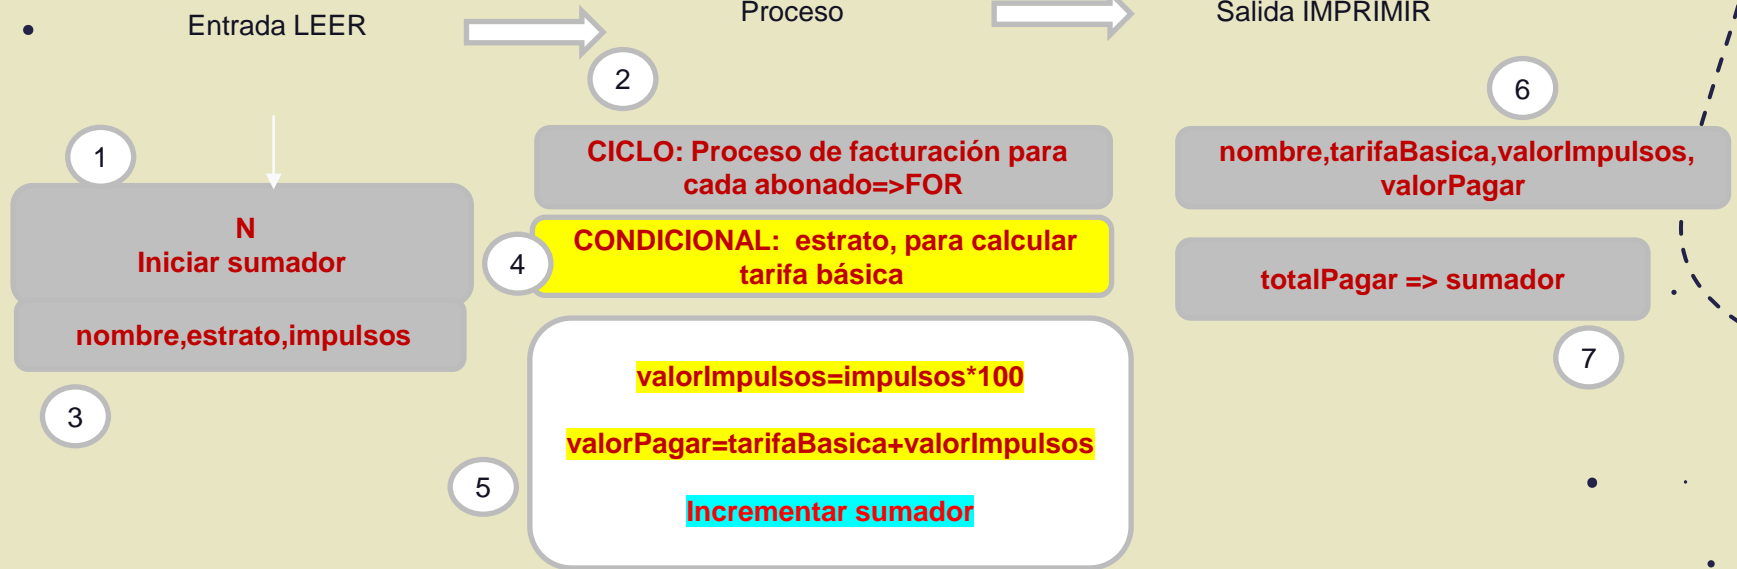 Entrada LEER
Proceso
Salida IMPRIMIR
1
N
Iniciar sumador
nombre,estrato,impulsos
3
2
CICLO: Proceso de facturación para
cada abonado=>FOR
4
CONDICIONAL:  estrato, para calcular
tarifa básica
valorImpulsos=impulsos*100
valorPagar=tarifaBasica+valorImpulsos
5
Incrementar sumador
6
nombre,tarifaBasica,valorImpulsos,
valorPagar
totalPagar => sumador
7